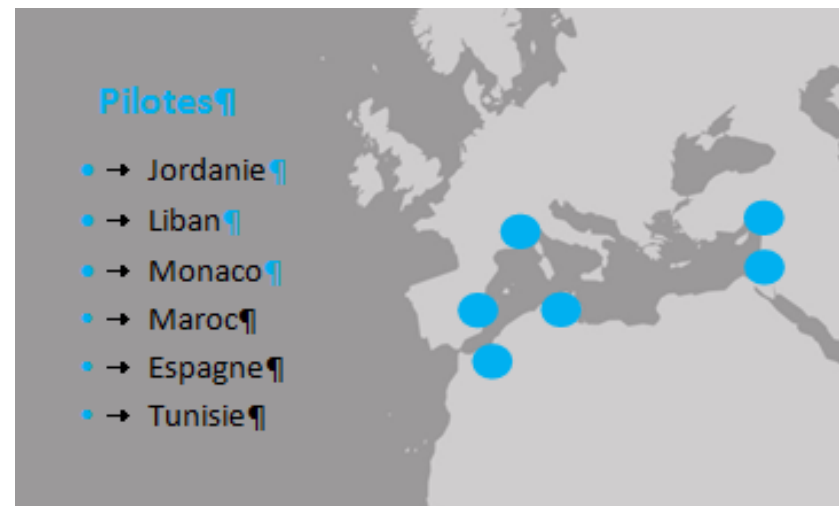 Pilotes¶
• → Jordanie¶
• → Liban¶
• → Monaco¶
• → Maroc¶
• → Espagne¶
• → Tunisie¶